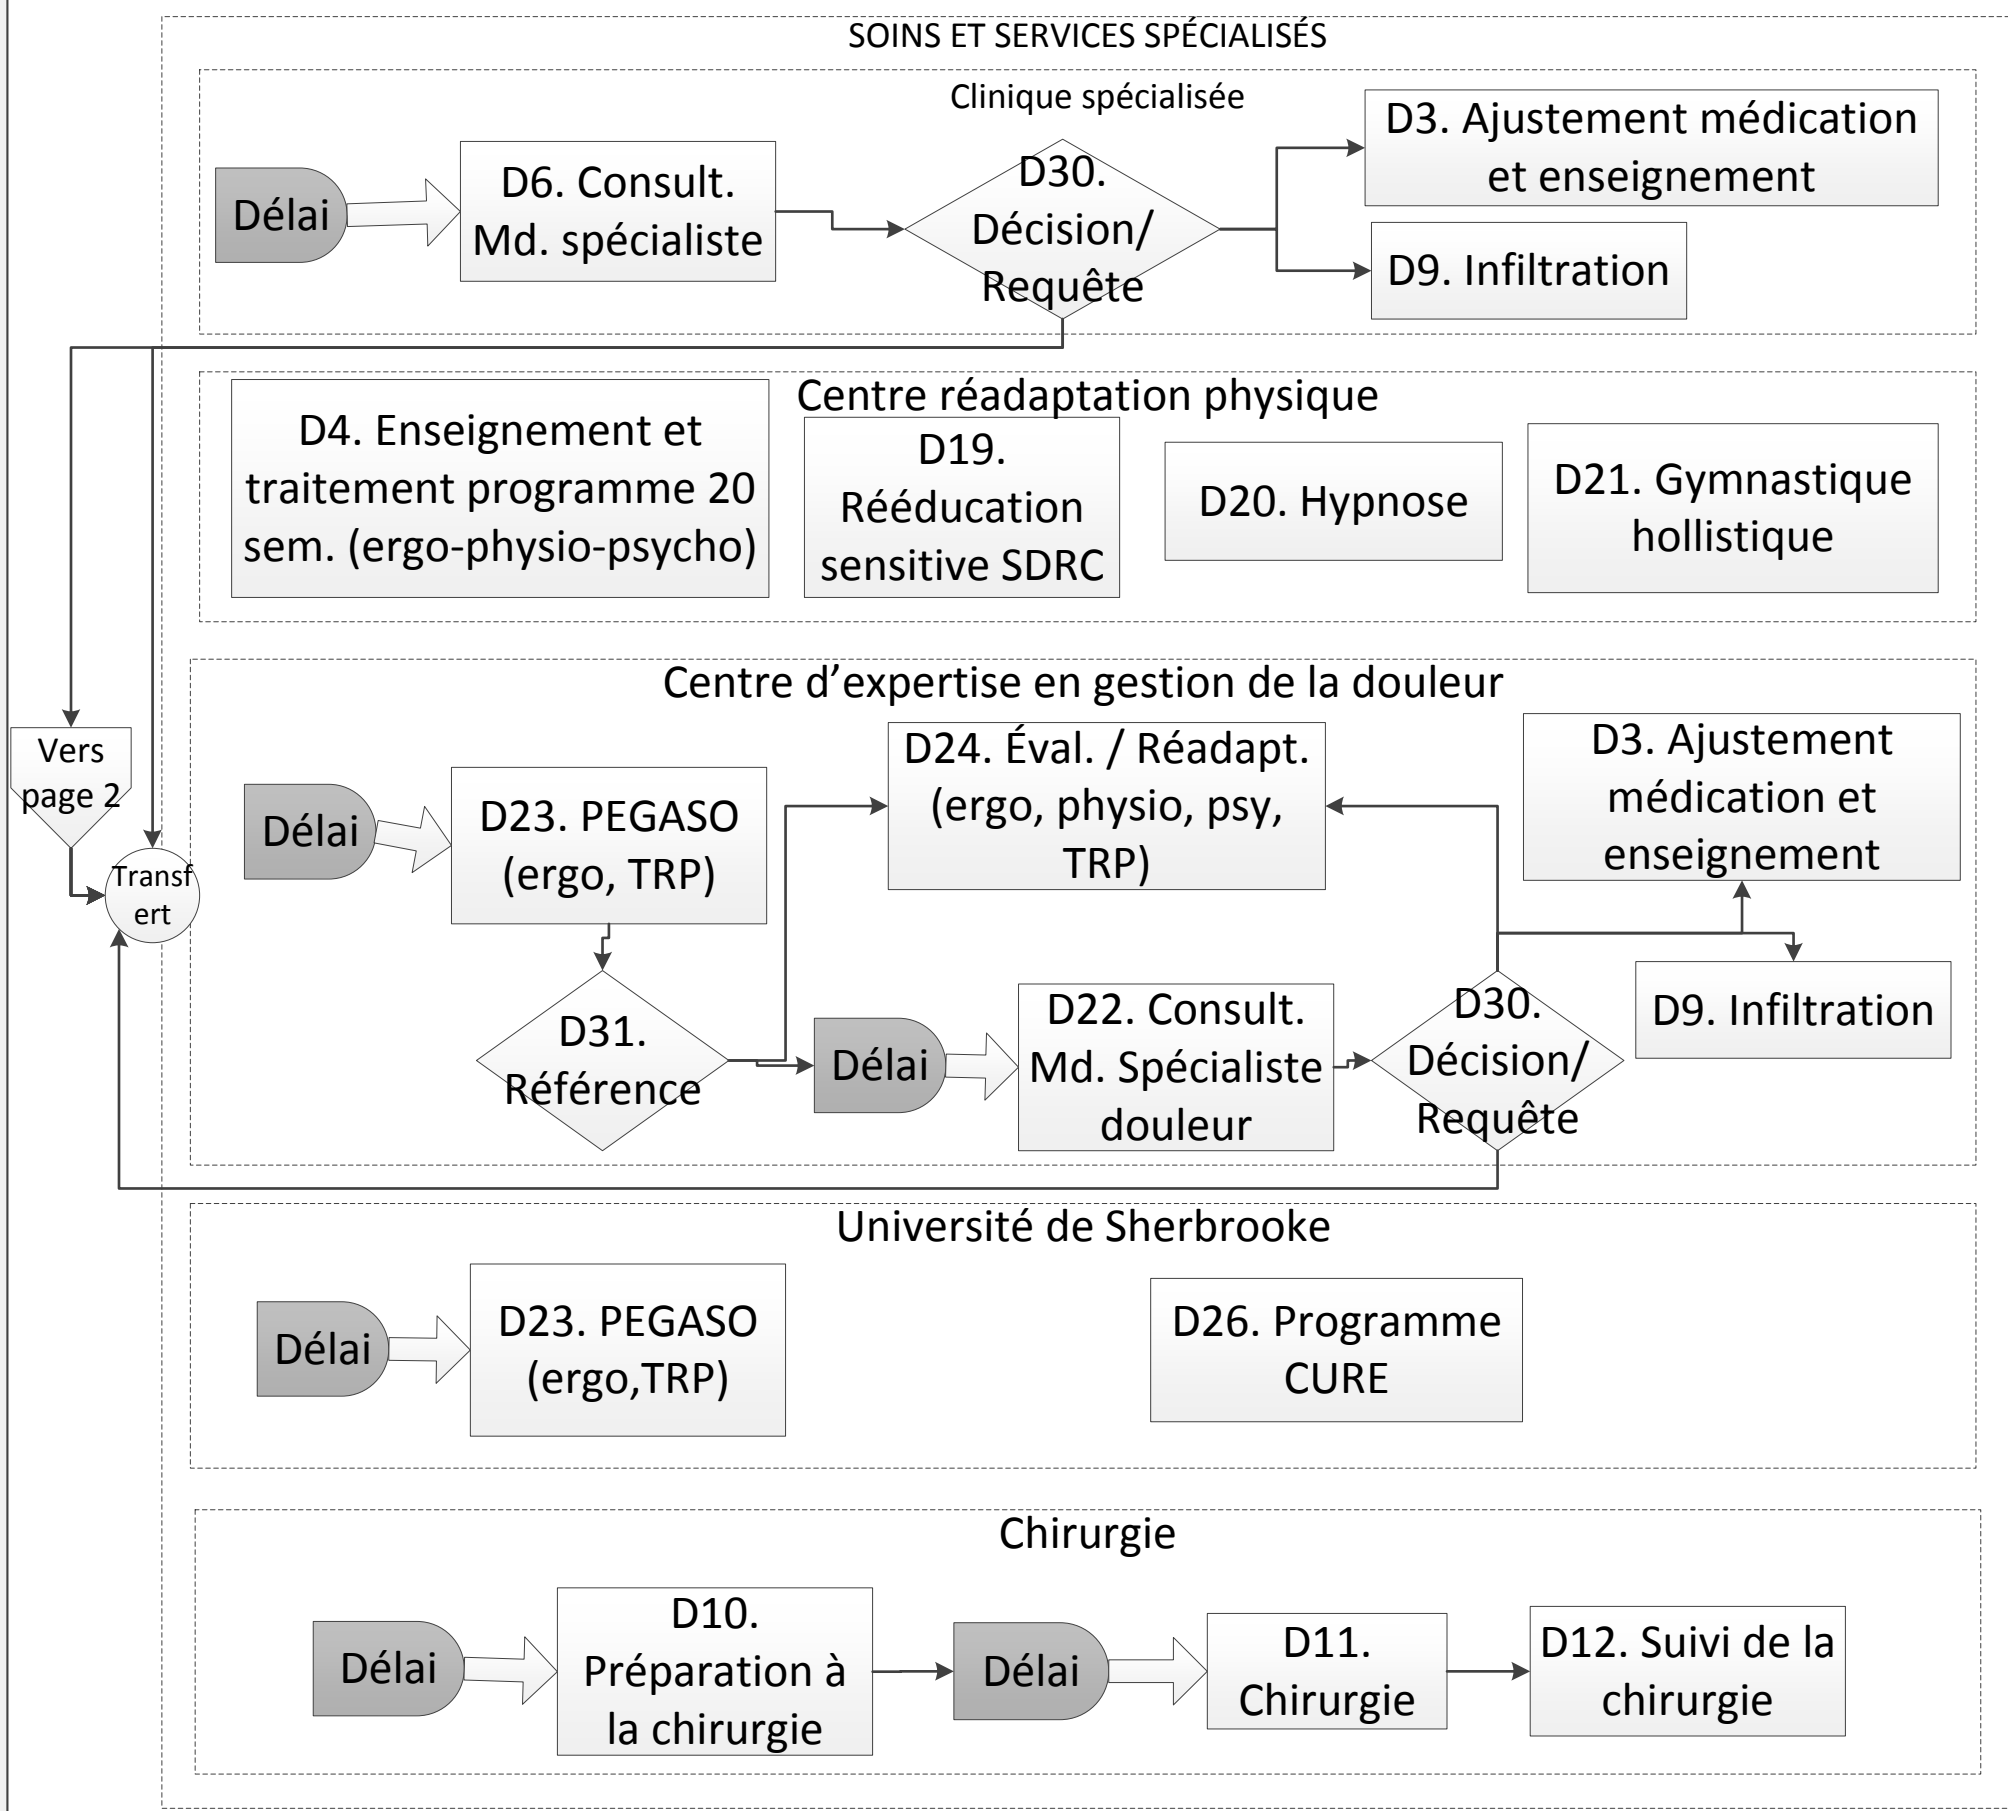 SOINS ET SERVICES SPÉCIALISÉS
Clinique spécialisée
Délai
D6. Consult.
Md. spécialiste
D30.
Décision/
Requête
D3. Ajustement médication
et enseignement
D9. Infiltration
Centre réadaptation physique
D4. Enseignement et
traitement programme 20
sem. (ergo-physio-psycho)
D19.
Rééducation
sensitive SDRC
D20. Hypnose
D21. Gymnastique
hollistique
Vers
page 2
Transf
ert
Centre d’expertise en gestion de la douleur
Délai
D23. PEGASO
(ergo, TRP)
D24. Éval. / Réadapt.
(ergo, physio, psy,
TRP)
D3. Ajustement
médication et
enseignement
D31.
Référence
Délai
D22. Consult.
Md. Spécialiste
douleur
D30.
Décision/
Requête
D9. Infiltration
Université de Sherbrooke
Délai
D23. PEGASO
(ergo,TRP)
D26. Programme
CURE
Chirurgie
Délai
D10.
Préparation à
la chirurgie
Délai
D11.
Chirurgie
D12. Suivi de la
chirurgie